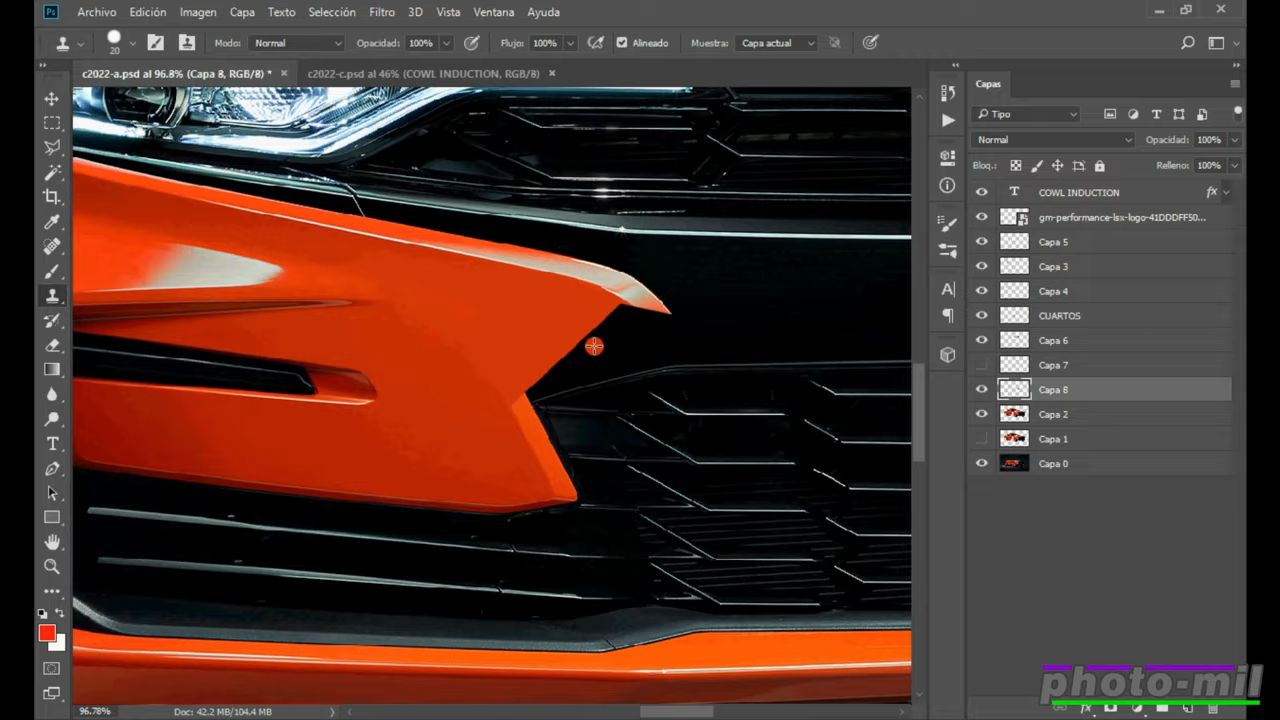 Ps Archivo Edición Imagen Capa Texto Selección Filtro 3D Vista Ventana Ayuda
20 Modo: Normal Opacidad: 100% Flujo: 100% Alineado Muestra: Capa actual
c2022-a.psd al 96.8% (Capa 8, RGB/8) * × c2022-c.psd al 46% (COWL INDUCTION, RGB/8) ×
Capas
Tipo
Normal Opacidad: 100%
Bloq.: Relleno: 100%
COWL INDUCTION fx
gm-performance-lsx-logo-41DDDFF50...
Capa 5
Capa 3
Capa 4
CUARTOS
Capa 6
Capa 7
Capa 8
Capa 2
Capa 1
Capa 0
photo-mil
96.78% Doc: 42.2 MB/104.4 MB